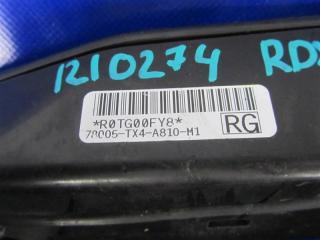 1210274 RDX
*R0TG00FY8*
78005-TX4-A810-M1
RG